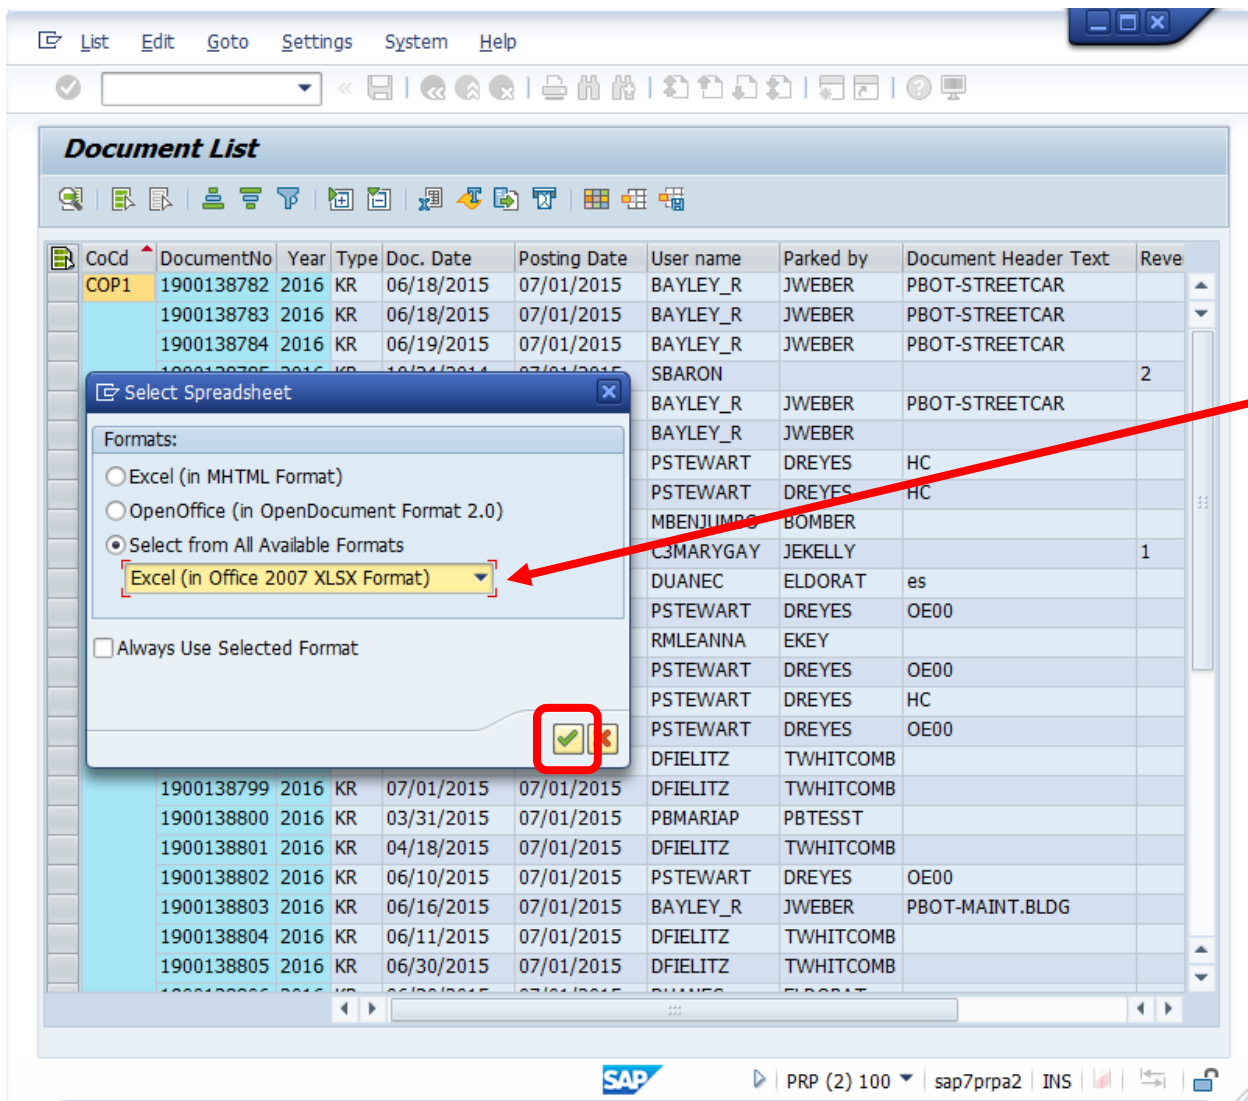 List Edit Goto Settings System Help
Document List
CoCd DocumentNo Year Type Doc. Date Posting Date User name Parked by Document Header Text Reve
COP1 1900138782 2016 KR 06/18/2015 07/01/2015 BAYLEY_R JWEBER PBOT-STREETCAR
1900138783 2016 KR 06/18/2015 07/01/2015 BAYLEY_R JWEBER PBOT-STREETCAR
1900138784 2016 KR 06/19/2015 07/01/2015 BAYLEY_R JWEBER PBOT-STREETCAR
SBARON 2
BAYLEY_R JWEBER PBOT-STREETCAR
BAYLEY_R JWEBER
PSTEWART DREYES HC
PSTEWART DREYES HC
MBENJUMBO BOMBER
C3MARYGAY JEKELLY 1
DUANEC ELDORAT es
PSTEWART DREYES OE00
RMLEANNA EKEY
PSTEWART DREYES OE00
PSTEWART DREYES HC
PSTEWART DREYES OE00
DFIELITZ TWHITCOMB
Select Spreadsheet
Formats:
Excel (in MHTML Format)
OpenOffice (in OpenDocument Format 2.0)
Select from All Available Formats
Excel (in Office 2007 XLSX Format)
Always Use Selected Format
1900138799 2016 KR 07/01/2015 07/01/2015 DFIELITZ TWHITCOMB
1900138800 2016 KR 03/31/2015 07/01/2015 PBMARIAP PBTESST
1900138801 2016 KR 04/18/2015 07/01/2015 DFIELITZ TWHITCOMB
1900138802 2016 KR 06/10/2015 07/01/2015 PSTEWART DREYES OE00
1900138803 2016 KR 06/16/2015 07/01/2015 BAYLEY_R JWEBER PBOT-MAINT.BLDG
1900138804 2016 KR 06/11/2015 07/01/2015 DFIELITZ TWHITCOMB
1900138805 2016 KR 06/30/2015 07/01/2015 DFIELITZ TWHITCOMB
SAP PRP (2) 100 sap7prpa2 INS